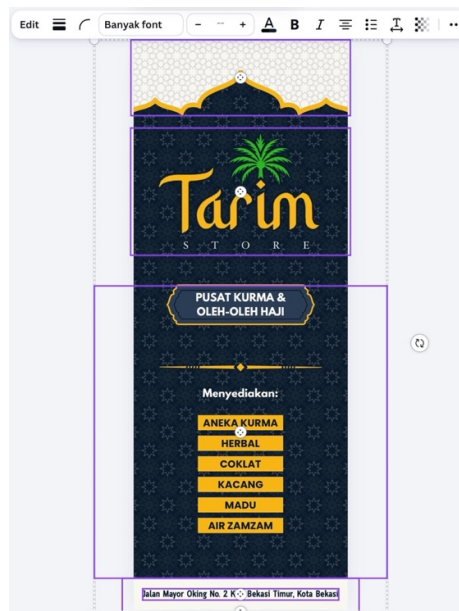 Edit Banyak font - -- + A B I T
Tarim
STORE
PUSAT KURMA &
OLEH-OLEH HAJI
Menyediakan:
ANEKA KURMA
HERBAL
COKLAT
KACANG
MADU
AIR ZAMZAM
Jalan Mayor Oking No. 2 Bekasi Timur, Kota Bekasi